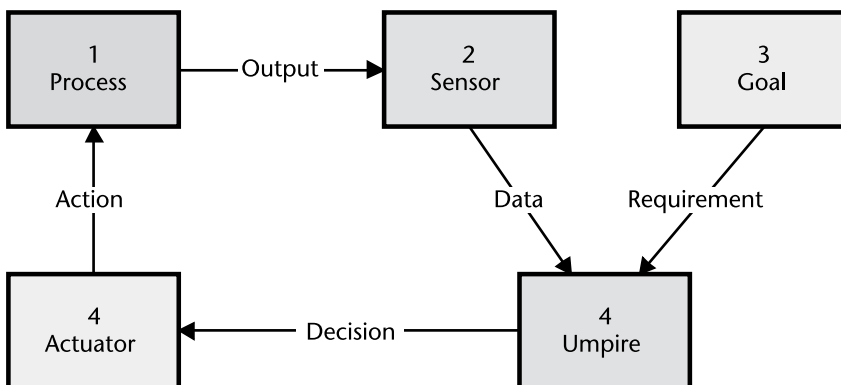 1
Process
Output
2
Sensor
3
Goal
Action
Data
Requirement
4
Actuator
Decision
4
Umpire